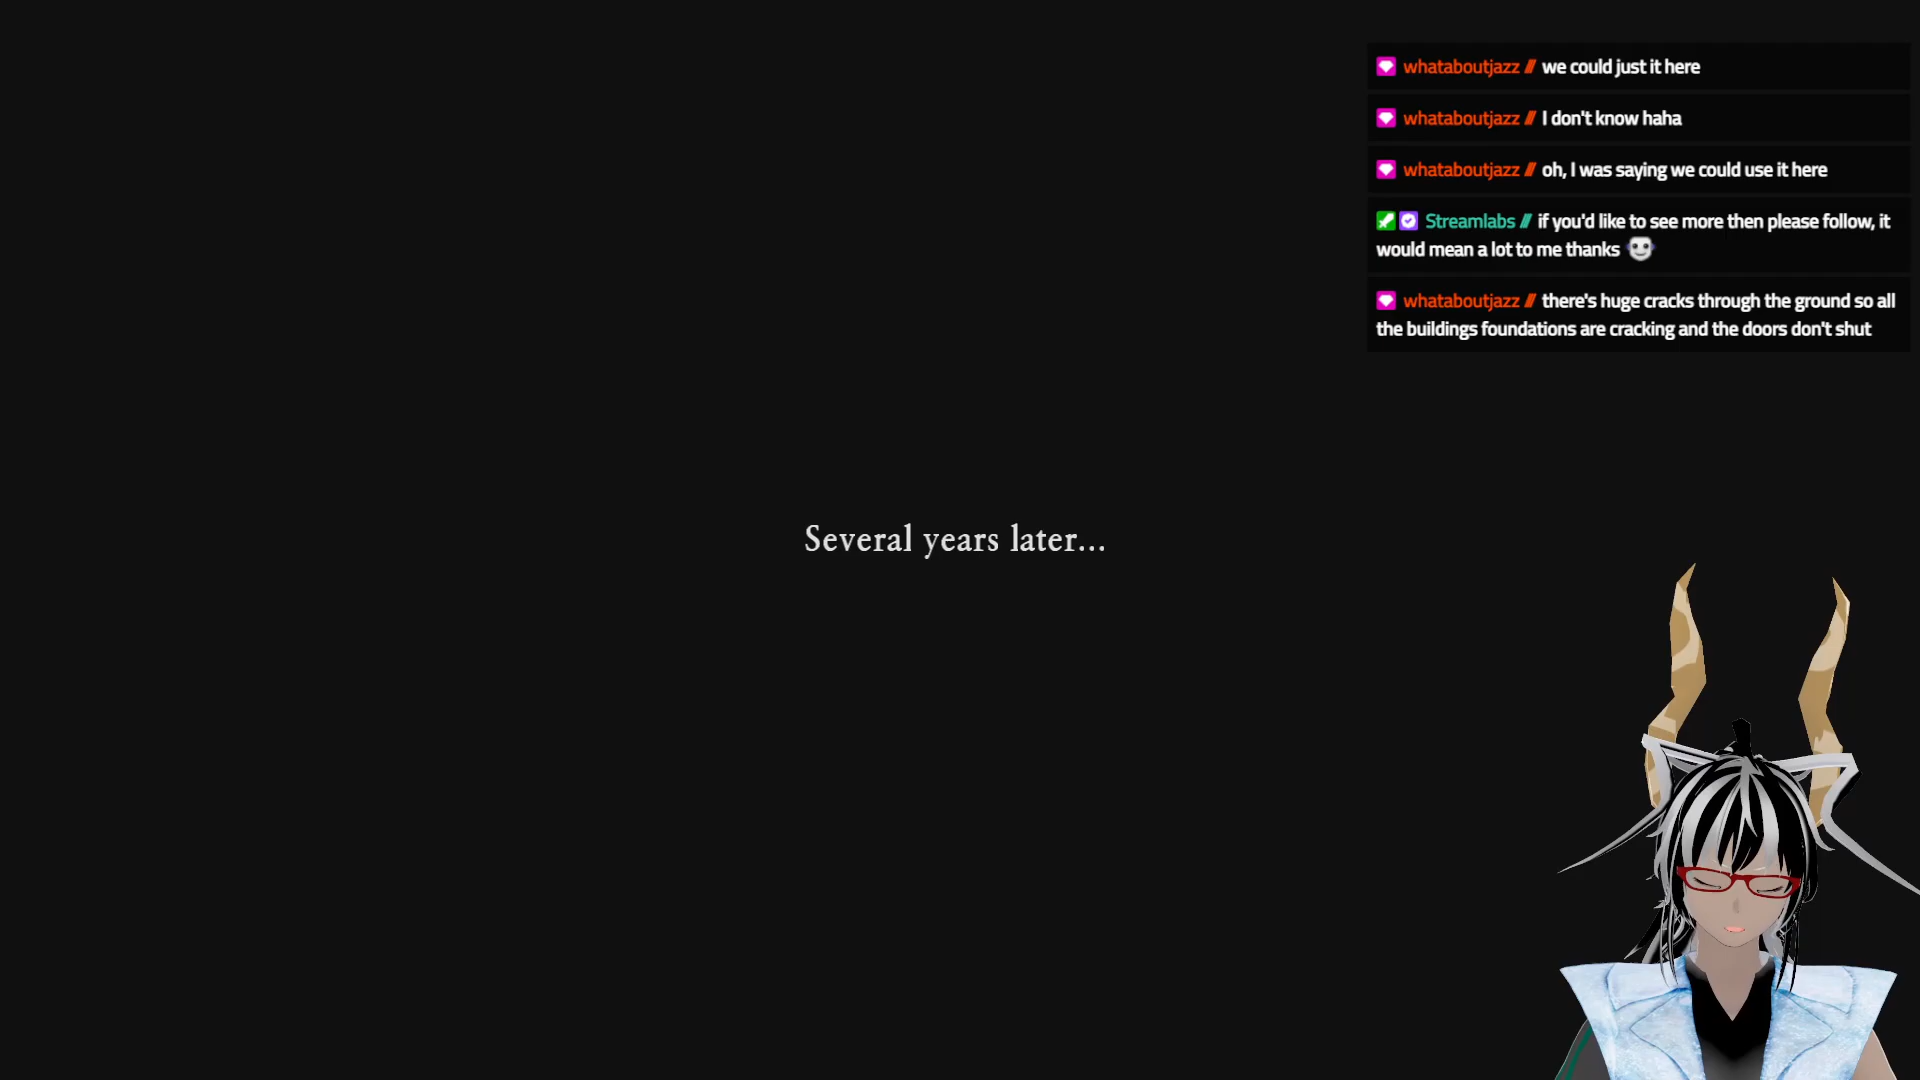 whataboutjazz // we could just it here
whataboutjazz // I don't know haha
whataboutjazz // oh, I was saying we could use it here
Streamlabs // if you'd like to see more then please follow, it
would mean a lot to me thanks
whataboutjazz // there's huge cracks through the ground so all
the buildings foundations are cracking and the doors don't shut
Several years later...